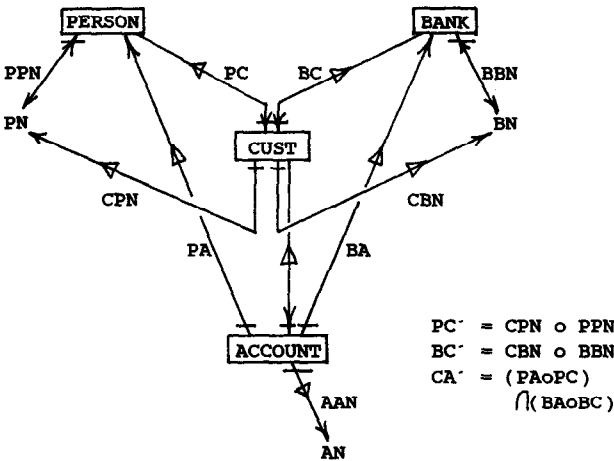 PERSON
BANK
PPN
PC
BC
BBN
PN
BN
CUST
CPN
CBN
PA
BA
ACCOUNT
PC´ = CPN o PPN
BC´ = CBN o BBN
CA´ = (PAoPC)
∩(BAoBC)
AAN
AN